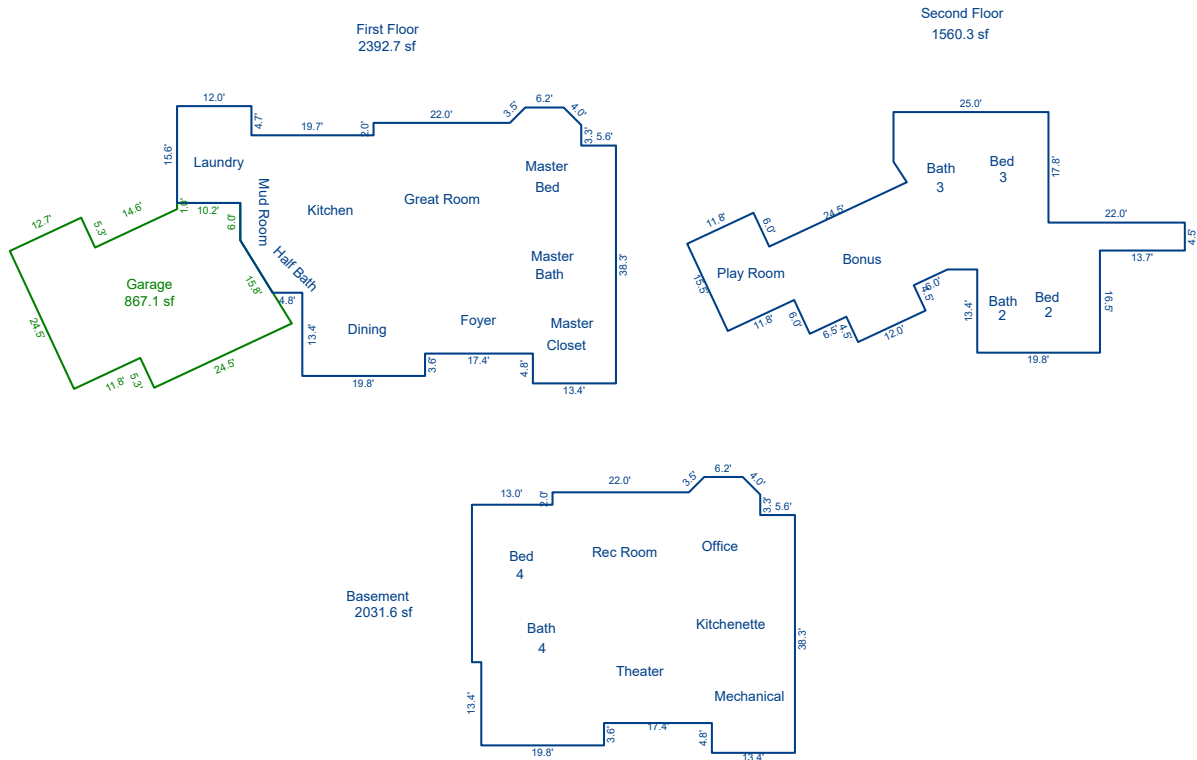 First Floor
2392.7 sf
12.0'
4.7'
19.7'
2.0'
22.0'
3.5'
6.2'
4.0'
3.3'
5.6'
15.6'
Laundry
Mud Room
Kitchen
Great Room
Master
Bed
1.0'
10.2'
6.0'
Half Bath
Master
Bath
38.3'
15.8'
4.8'
13.4'
Dining
Foyer
Master
Closet
19.8'
3.6'
17.4'
4.8'
13.4'
12.7'
5.3'
14.6'
Garage
867.1 sf
24.5'
11.8'
5.3'
24.5'
Second Floor
1560.3 sf
25.0'
Bath
3
Bed
3
17.8'
22.0'
4.5'
13.7'
11.8'
6.0'
24.5'
Play Room
Bonus
15.5'
11.8'
6.0'
6.5'
4.5'
12.0'
4.5'
6.0'
13.4'
Bath
2
Bed
2
16.5'
19.8'
Basement
2031.6 sf
13.0'
2.0'
22.0'
3.5'
6.2'
4.0'
3.3'
5.6'
Bed
4
Rec Room
Office
Bath
4
Kitchenette
38.3'
Theater
Mechanical
13.4'
19.8'
3.6'
17.4'
4.8'
13.4'